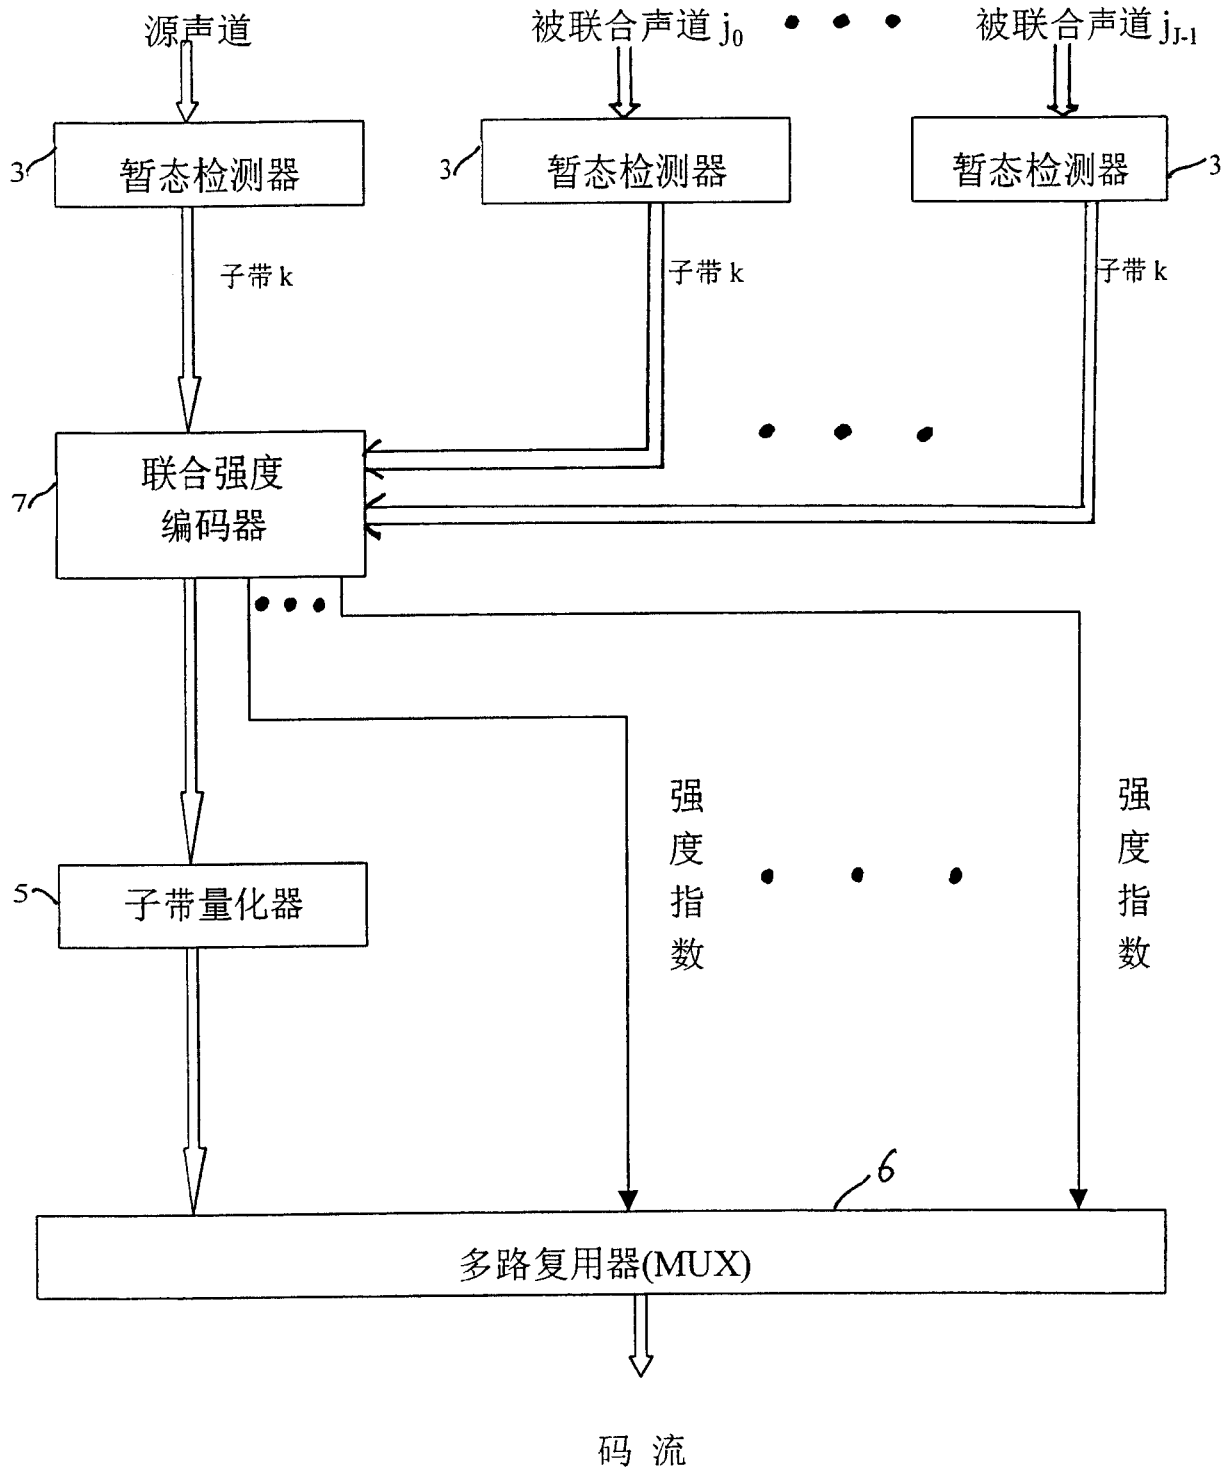 源声道
被联合声道 j0
被联合声道 jJ-1
3
暂态检测器
3
暂态检测器
暂态检测器
3
子带 k
子带 k
子带 k
7
联合强度
编码器
强度指数
强度指数
5
子带量化器
6
多路复用器(MUX)
码 流